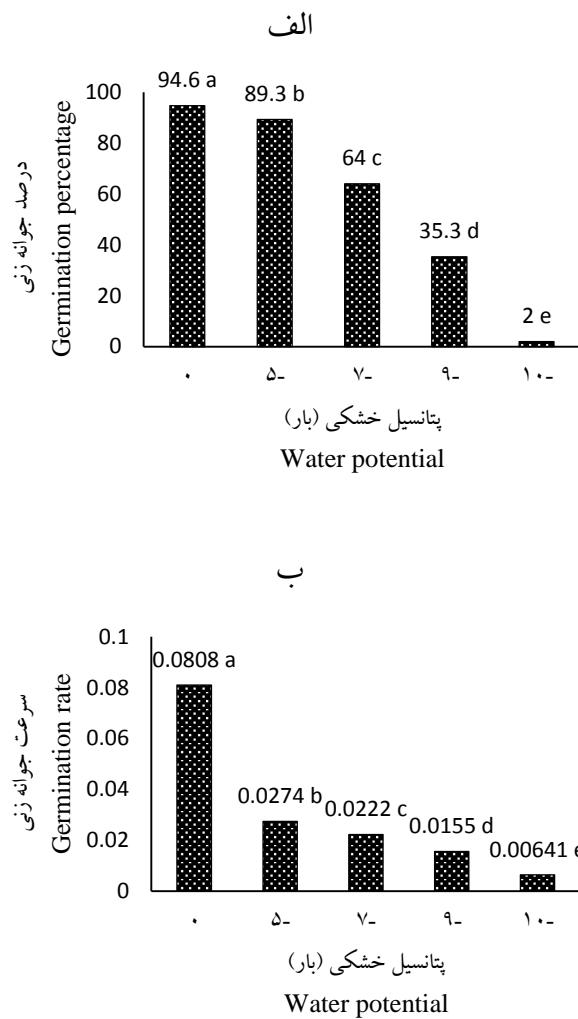 الف
94.6 a
89.3 b
64 c
35.3 d
2 e
100
80
60
40
20
0
درصد جوانه زنی
Germination percentage
۰ -۵ -۷ -۹ -۱۰
پتانسیل خشکی (بار)
Water potential
ب
0.0808 a
0.0274 b
0.0222 c
0.0155 d
0.00641 e
0.1
0.08
0.06
0.04
0.02
0
سرعت جوانه زنی
Germination rate
۰ -۵ -۷ -۹ -۱۰
پتانسیل خشکی (بار)
Water potential